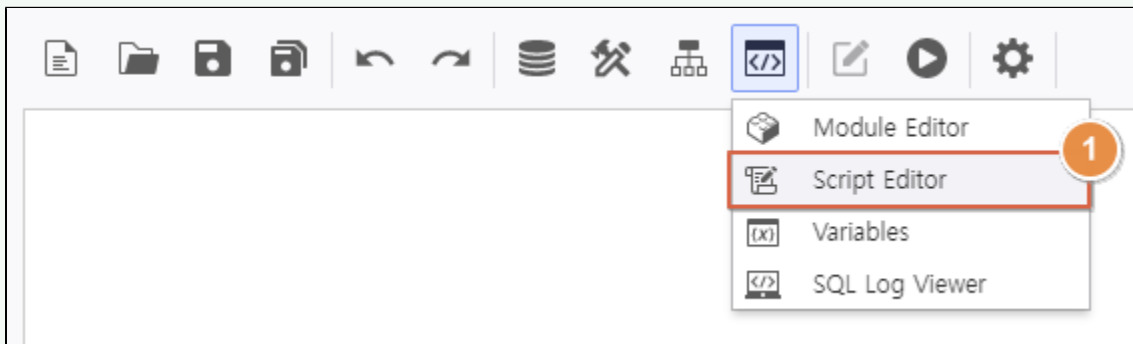 Module Editor
1
Script Editor
Variables
SQL Log Viewer